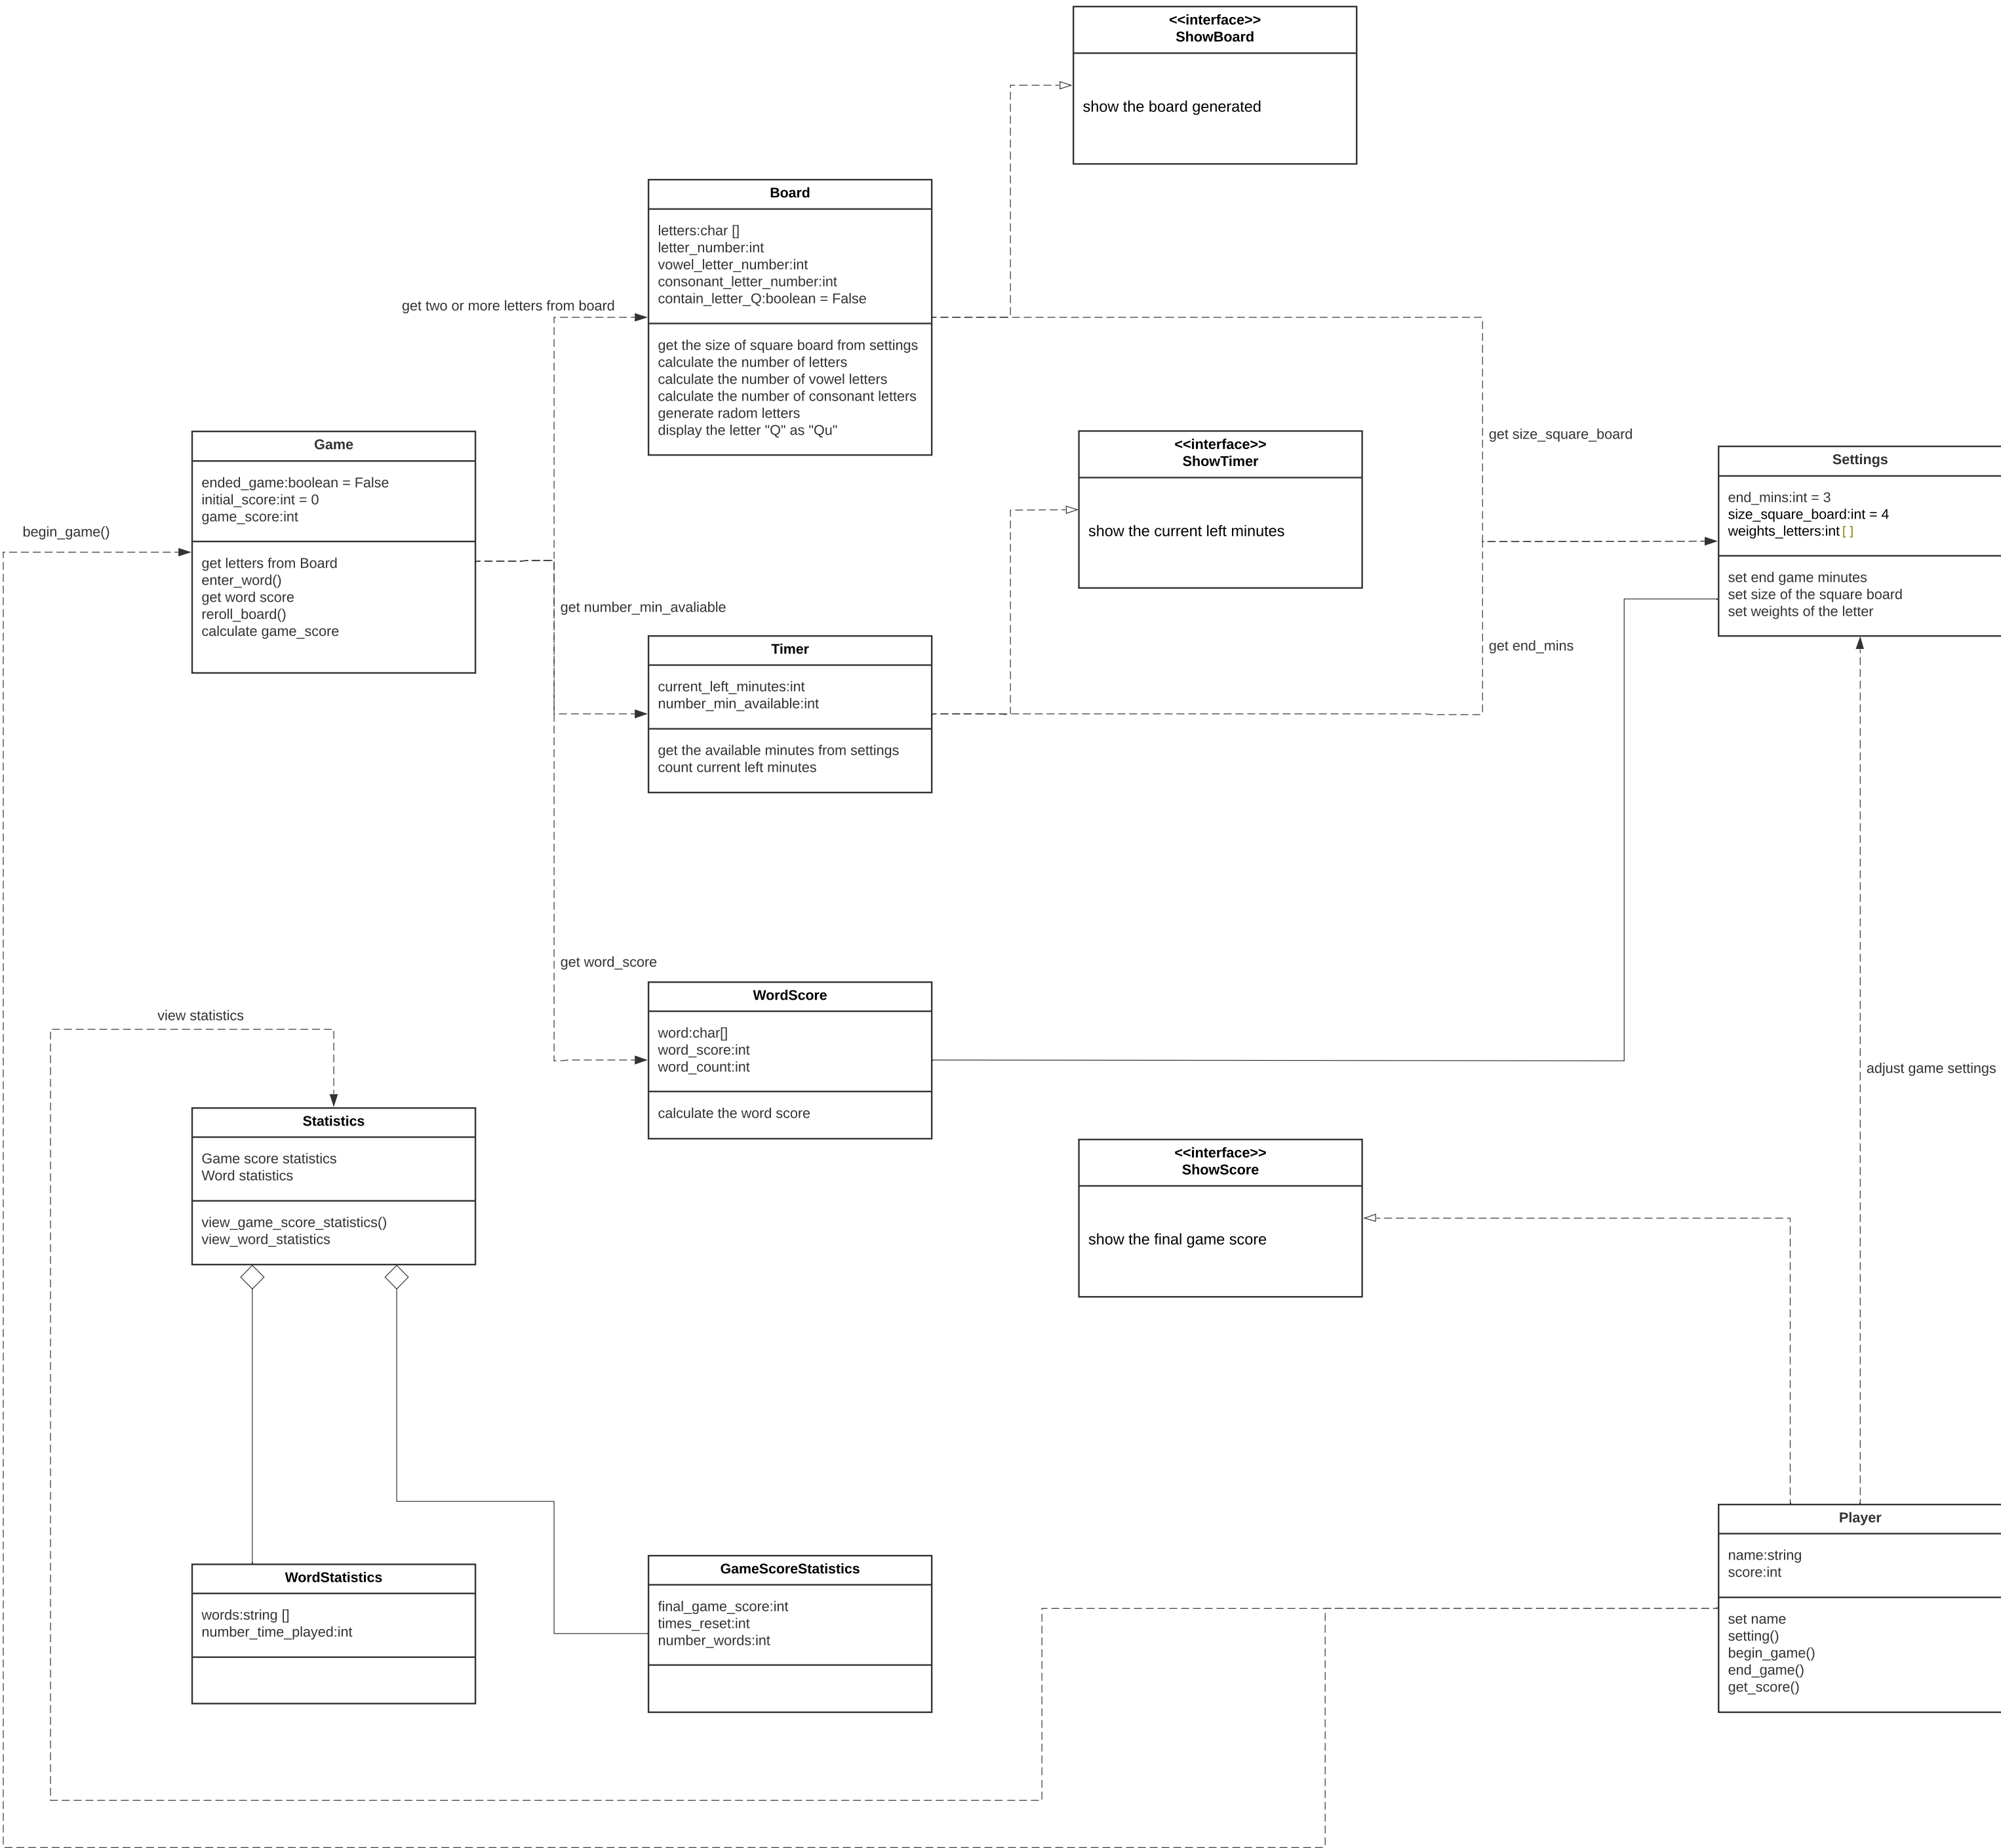 <<interface>>
ShowBoard
show the board generated
Board
letters:char []
letter_number:int
vowel_letter_number:int
consonant_letter_number:int
contain_letter_Q:boolean = False
get the size of square board from settings
calculate the number of letters
calculate the number of vowel letters
calculate the number of consonant letters
generate radom letters
display the letter "Q" as "Qu"
get two or more letters from board
Game
ended_game:boolean = False
initial_score:int = 0
game_score:int
get letters from Board
enter_word()
get word score
reroll_board()
calculate game_score
begin_game()
<<interface>>
ShowTimer
show the current left minutes
get size_square_board
Settings
end_mins:int = 3
size_square_board:int = 4
weights_letters:int[]
set end game minutes
set size of the square board
set weights of the letter
get number_min_avaliable
get end_mins
Timer
current_left_minutes:int
number_min_available:int
get the available minutes from settings
count current left minutes
get word_score
WordScore
word:char[]
word_score:int
word_count:int
calculate the word score
view statistics
adjust game settings
Statistics
Game score statistics
Word statistics
view_game_score_statistics()
view_word_statistics
<<interface>>
ShowScore
show the final game score
WordStatistics
words:string []
number_time_played:int
GameScoreStatistics
final_game_score:int
times_reset:int
number_words:int
Player
name:string
score:int
set name
setting()
begin_game()
end_game()
get_score()